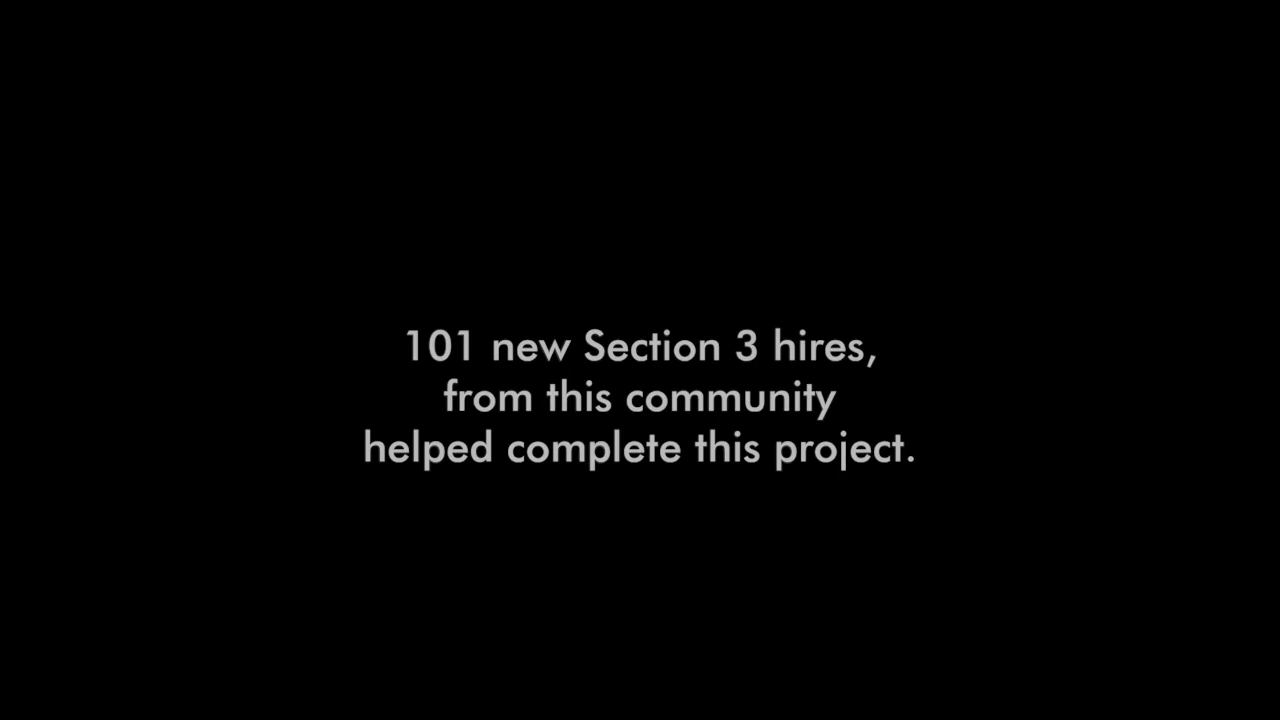 101 new Section 3 hires,
from this community
helped complete this project.